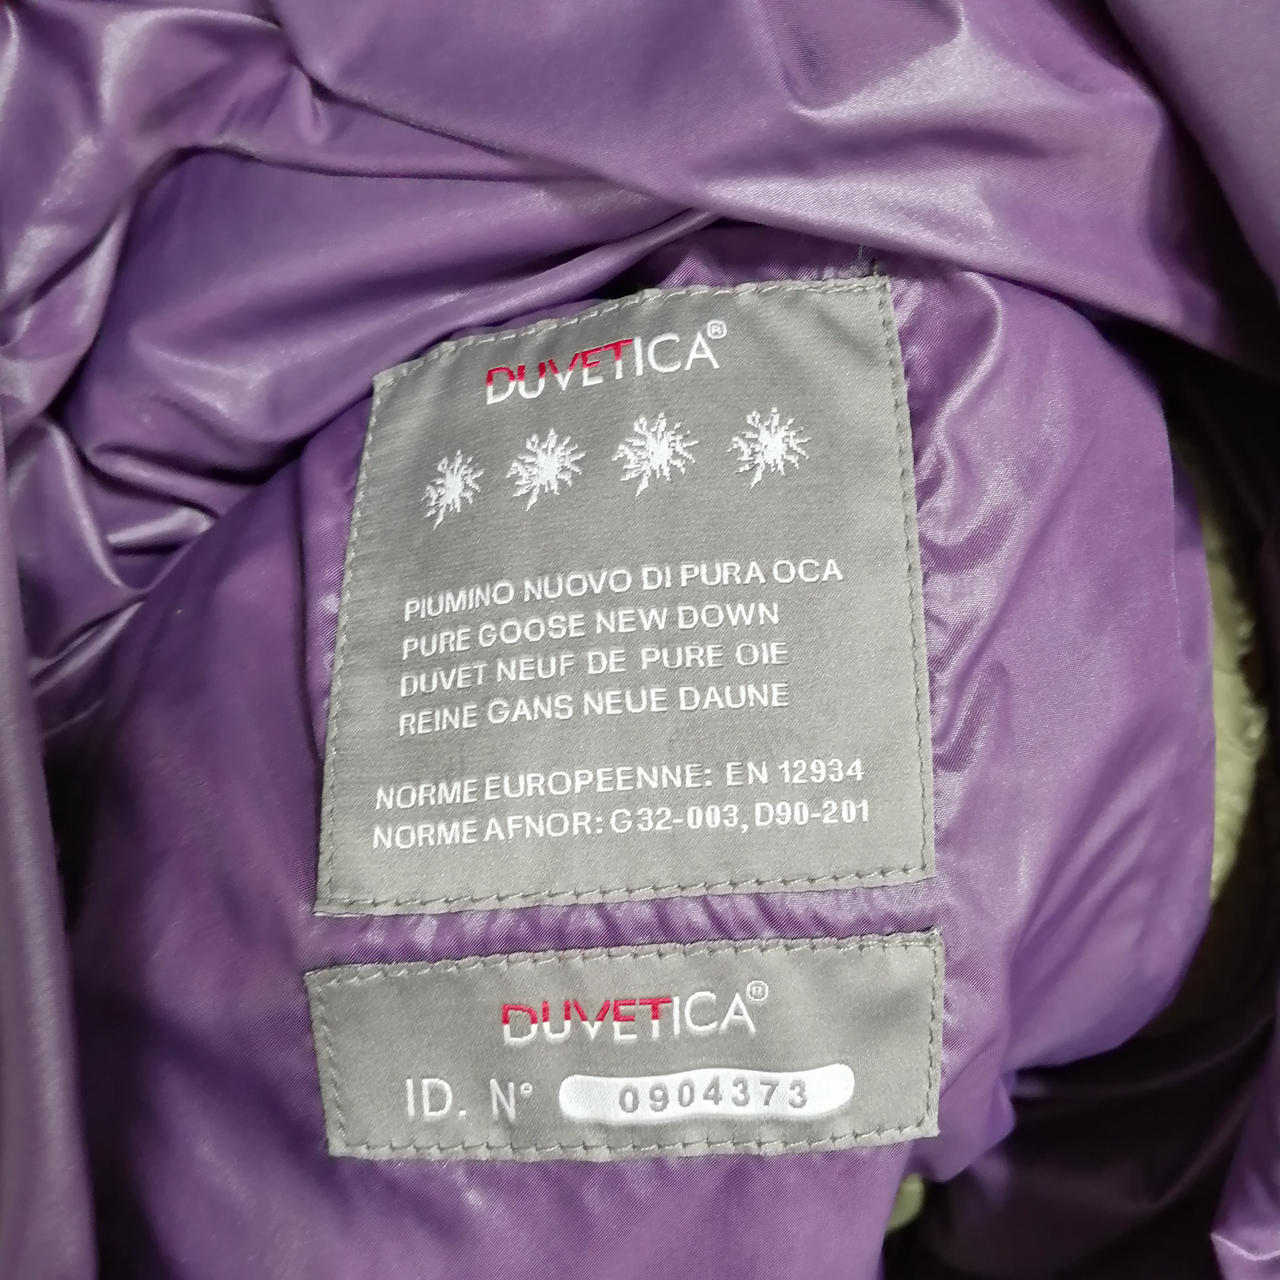 DUVETICA®
PIUMINO NUOVO DI PURA OCA
PURE GOOSE NEW DOWN
DUVET NEUF DE PURE OIE
REINE GANS NEUE DAUNE
NORME EUROPEENNE: EN 12934
NORME AFNOR: G32-003, D90-201
DUVETICA®
ID. N° 0904373